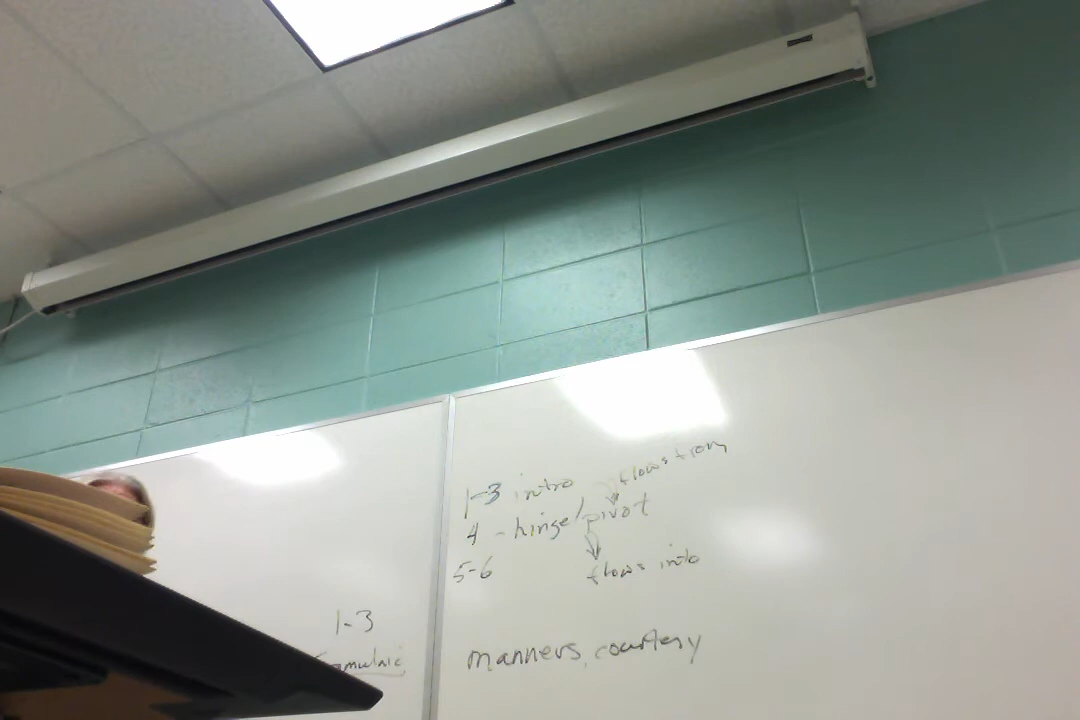 1-3 intro flows from
4 - hinge/pivot
5-6 flows into
manners, courtesy
1-3